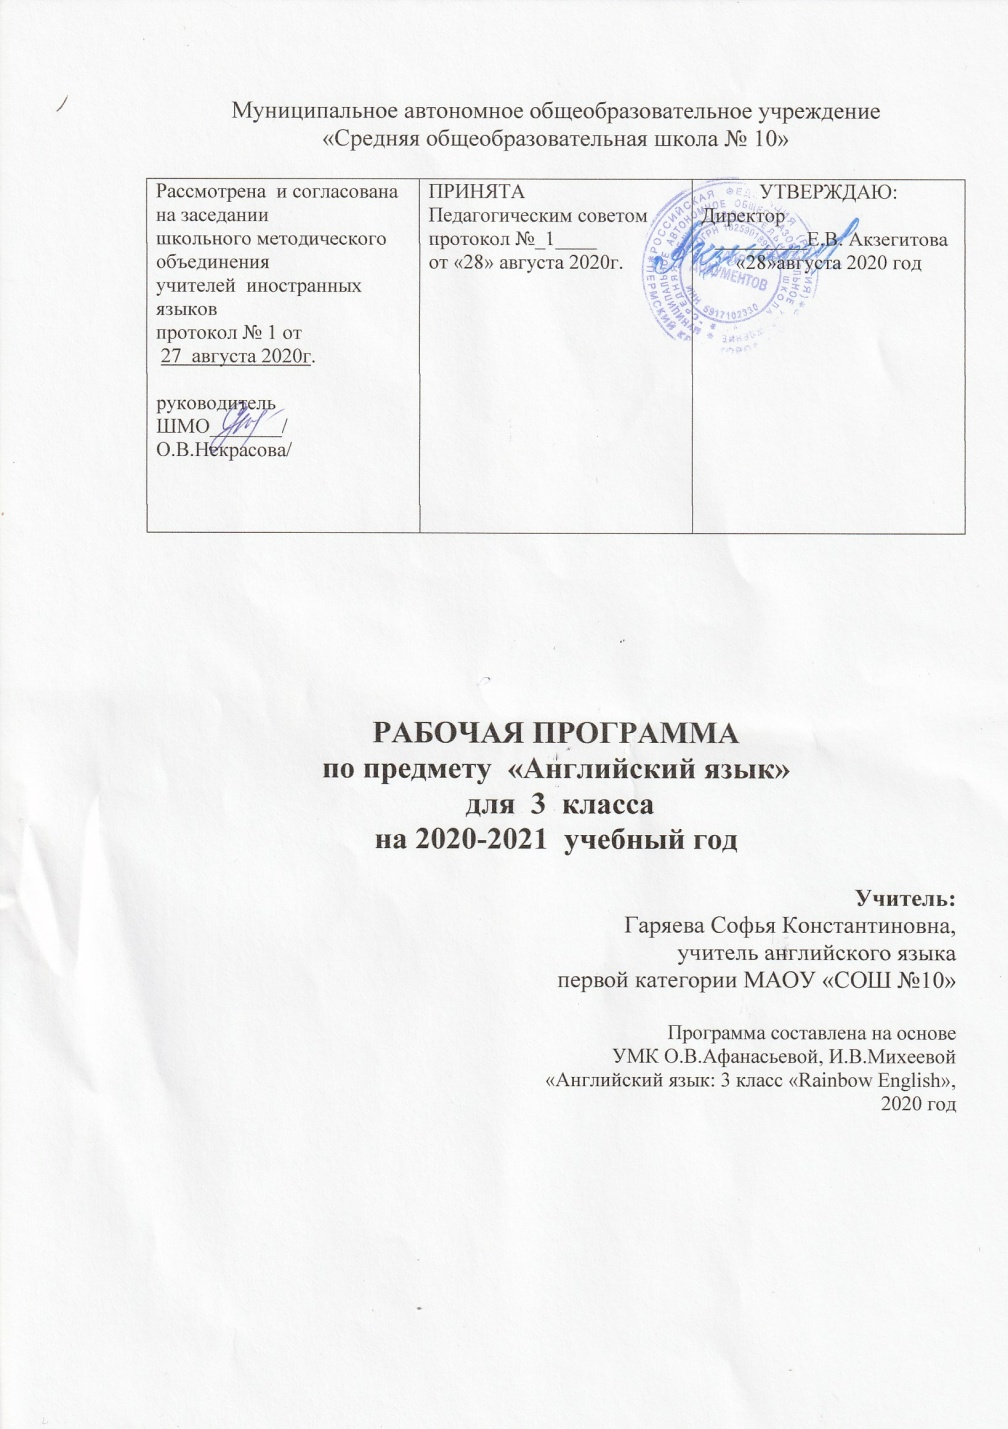 Муниципальное автономное общеобразовательное учреждение
«Средняя общеобразовательная школа № 10»
Рассмотрена и согласована
на заседании
школьного методического
объединения
учителей иностранных
языков
протокол № 1 от
27 августа 2020г.
руководитель
ШМО_______/
О.В.Некрасова/
ПРИНЯТА
Педагогическим советом
протокол №_1____
от «28» августа 2020г.
УТВЕРЖДАЮ:
Директор
Е.В. Акзегитова
«28»августа 2020 год
РОССИЙСКАЯ
ИНН 5917102330
РАБОЧАЯ ПРОГРАММА
по предмету «Английский язык»
для 3 класса
на 2020-2021 учебный год
Учитель:
Гаряева Софья Константиновна,
учитель английского языка
первой категории МАОУ «СОШ №10»
Программа составлена на основе
УМК О.В.Афанасьевой, И.В.Михеевой
«Английский язык: 3 класс «Rainbow English»,
2020 год